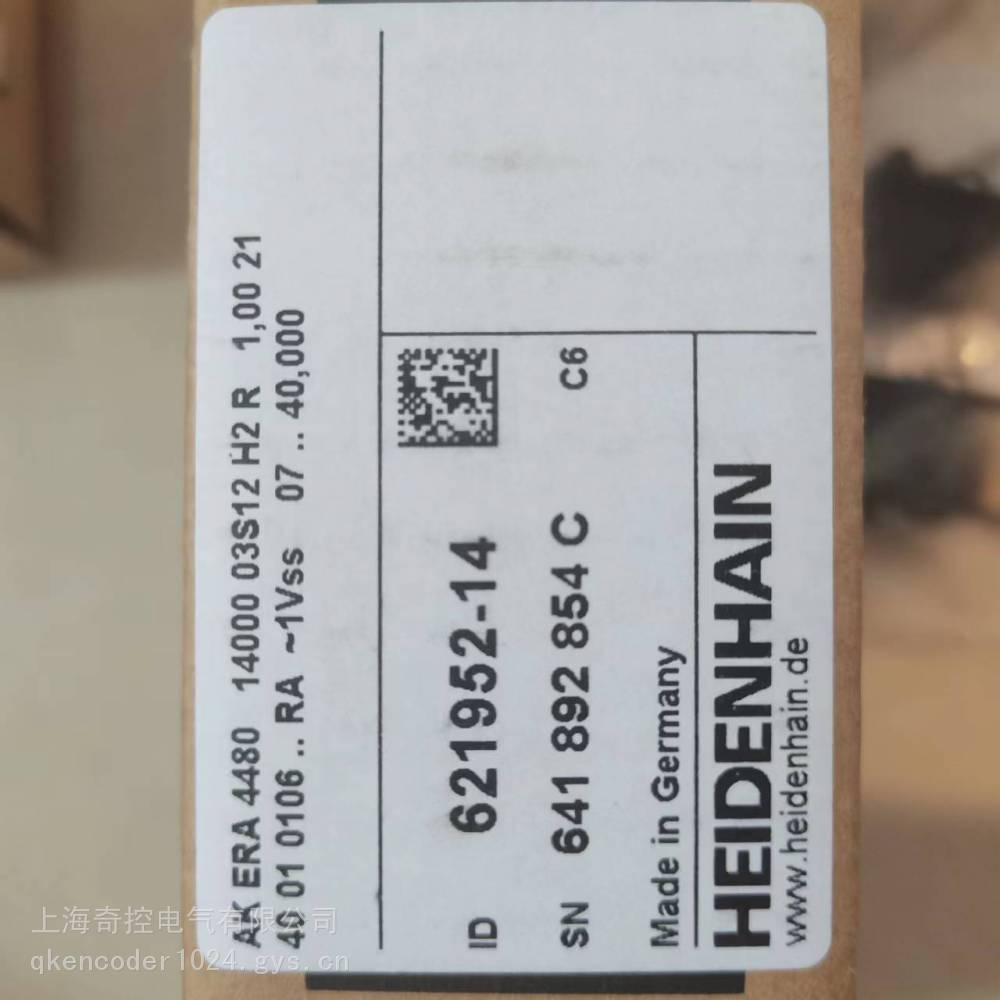 AK ERA 4480 14000 03S12 H2 R 1,00 21
4S 01 0106 .. RA ~1Vss 07 .. 40,000
ID 621952-14
SN 641 892 854 C C6
Made in Germany
HEIDENHAIN
www.heidenhain.de
上海奇控电气有限公司
qkencoder1024.gys.cn